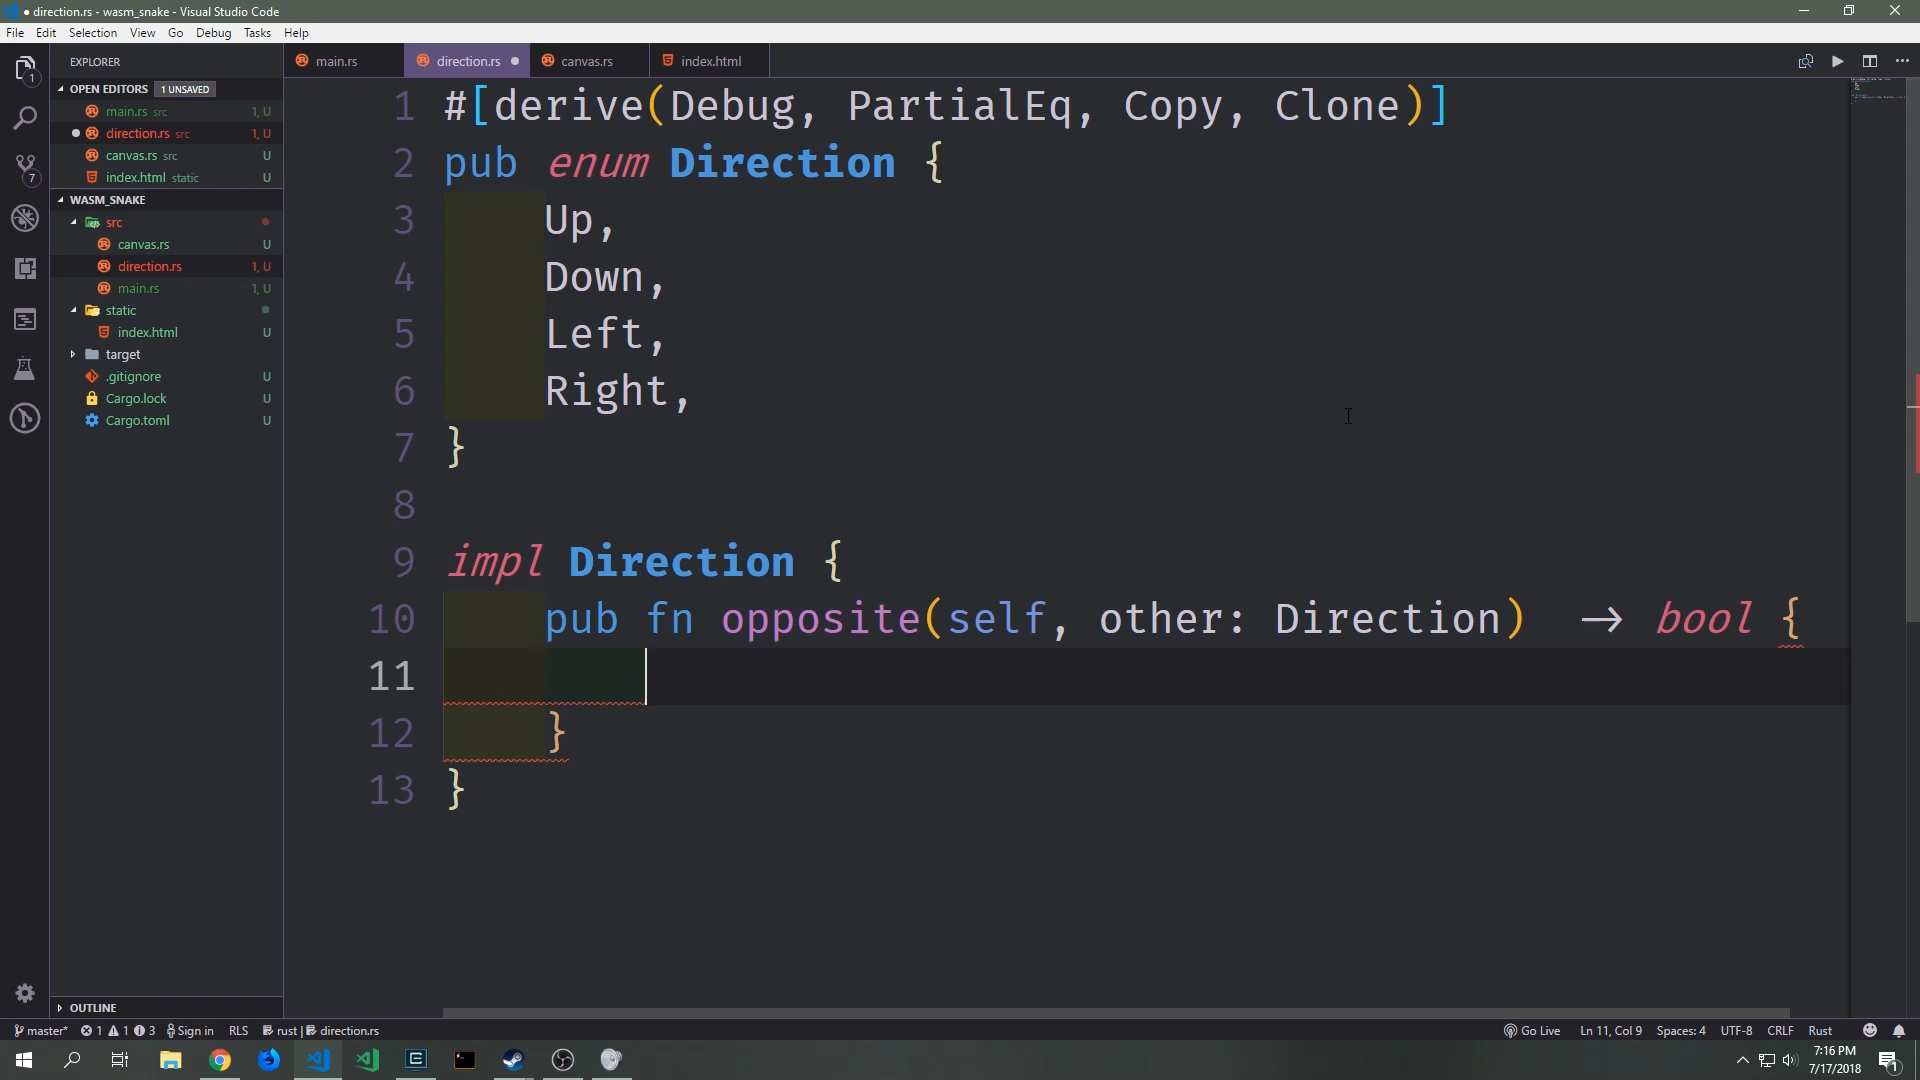 ● direction.rs - wasm_snake - Visual Studio Code
File Edit Selection View Go Debug Tasks Help
EXPLORER
OPEN EDITORS 1 UNSAVED
main.rs src 1, U
direction.rs src 1, U
canvas.rs src U
index.html static U
WASM_SNAKE
src
canvas.rs U
direction.rs 1, U
main.rs 1, U
static
index.html U
target
.gitignore U
Cargo.lock U
Cargo.toml U
OUTLINE
1
7
main.rs direction.rs canvas.rs index.html
1 #[derive(Debug, PartialEq, Copy, Clone)]
2 pub enum Direction {
3 Up,
4 Down,
5 Left,
6 Right,
7 }
8
9 impl Direction {
10 pub fn opposite(self, other: Direction) → bool {
11
12 }
13 }
master* 1 1 3 Sign in RLS rust | direction.rs
Go Live Ln 11, Col 9 Spaces: 4 UTF-8 CRLF Rust
7:16 PM
7/17/2018
1